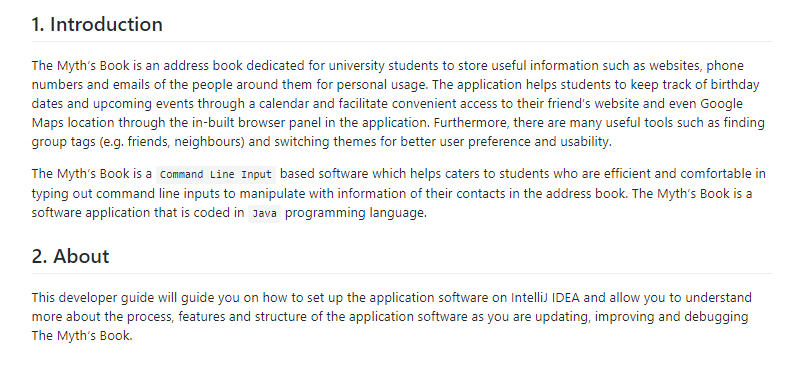 1. Introduction
The Myth's Book is an address book dedicated for university students to store useful information such as websites, phone
numbers and emails of the people around them for personal usage. The application helps students to keep track of birthday
dates and upcoming events through a calendar and facilitate convenient access to their friend's website and even Google
Maps location through the in-built browser panel in the application. Furthermore, there are many useful tools such as finding
group tags (e.g. friends, neighbours) and switching themes for better user preference and usability.
The Myth's Book is a Command Line Input based software which helps caters to students who are efficient and comfortable in
typing out command line inputs to manipulate with information of their contacts in the address book. The Myth's Book is a
software application that is coded in Java programming language.
2. About
This developer guide will guide you on how to set up the application software on IntelliJ IDEA and allow you to understand
more about the process, features and structure of the application software as you are updating, improving and debugging
The Myth's Book.